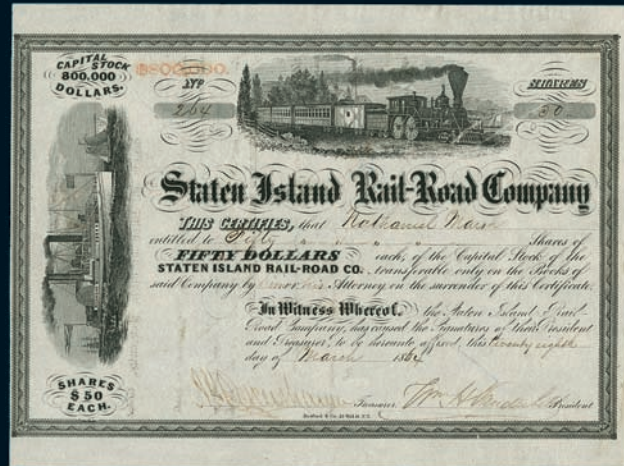 CAPITAL STOCK
800,000
DOLLARS.
Nº
264
SHARES
50
Staten Island Rail-Road Company
THIS CERTIFIES, that Nathaniel Marsh
entitled to Fifty Shares of
FIFTY DOLLARS each, of the Capital Stock of the
STATEN ISLAND RAIL-ROAD CO. transferable only on the Books of
said Company by or his Attorney on the surrender of this Certificate.
In Witness Whereof, the Staten Island Rail-
Road Company, has caused the Signatures of their President
and Treasurer, to be hereunto affixed, this twenty eighth
day of March 1864
SHARES
$50
EACH.
Treasurer. President